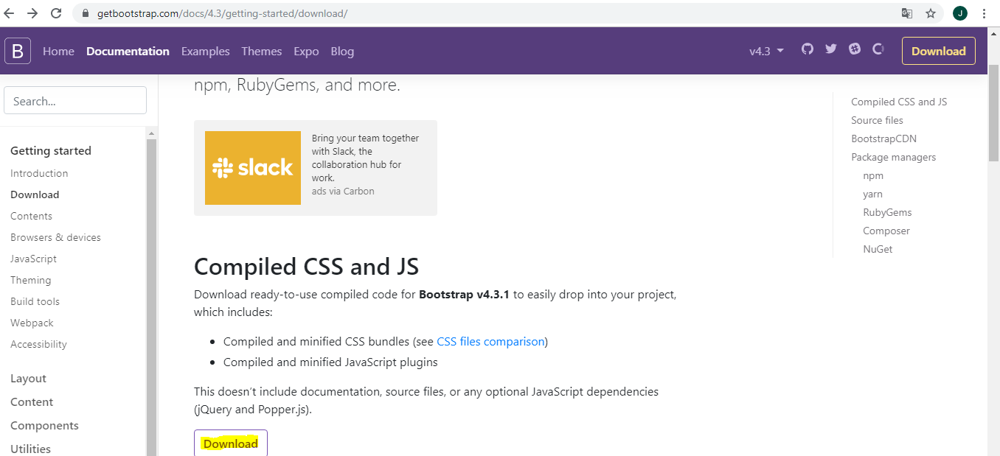 getbootstrap.com/docs/4.3/getting-started/download/
J
B
Home Documentation Examples Themes Expo Blog
v4.3
Download
Search...
Getting started
Introduction
Download
Contents
Browsers & devices
JavaScript
Theming
Build tools
Webpack
Accessibility
Layout
Content
Components
Utilities
npm, RubyGems, and more.
slack
Bring your team together
with Slack, the
collaboration hub for
work.
ads via Carbon
Compiled CSS and JS
Download ready-to-use compiled code for Bootstrap v4.3.1 to easily drop into your project,
which includes:
• Compiled and minified CSS bundles (see CSS files comparison)
• Compiled and minified JavaScript plugins
This doesn’t include documentation, source files, or any optional JavaScript dependencies
(jQuery and Popper.js).
Download
Compiled CSS and JS
Source files
BootstrapCDN
Package managers
npm
yarn
RubyGems
Composer
NuGet